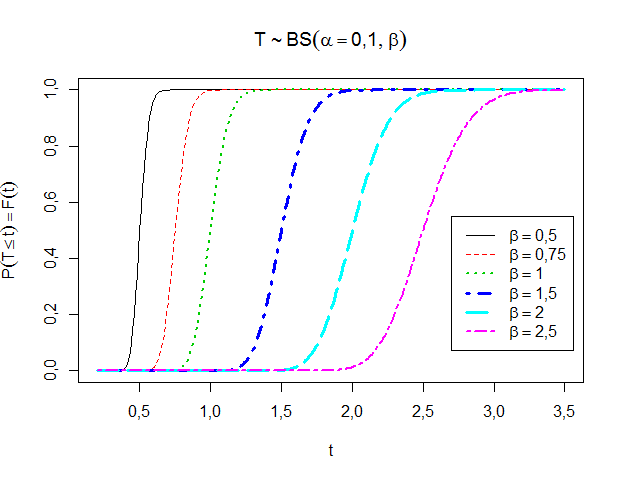 T ~ BS(α = 0,1, β)
P(T ≤ t) = F(t)
1,0
0,8
0,6
0,4
0,2
0,0
β = 0,5
β = 0,75
β = 1
β = 1,5
β = 2
β = 2,5
0,5 1,0 1,5 2,0 2,5 3,0 3,5
t